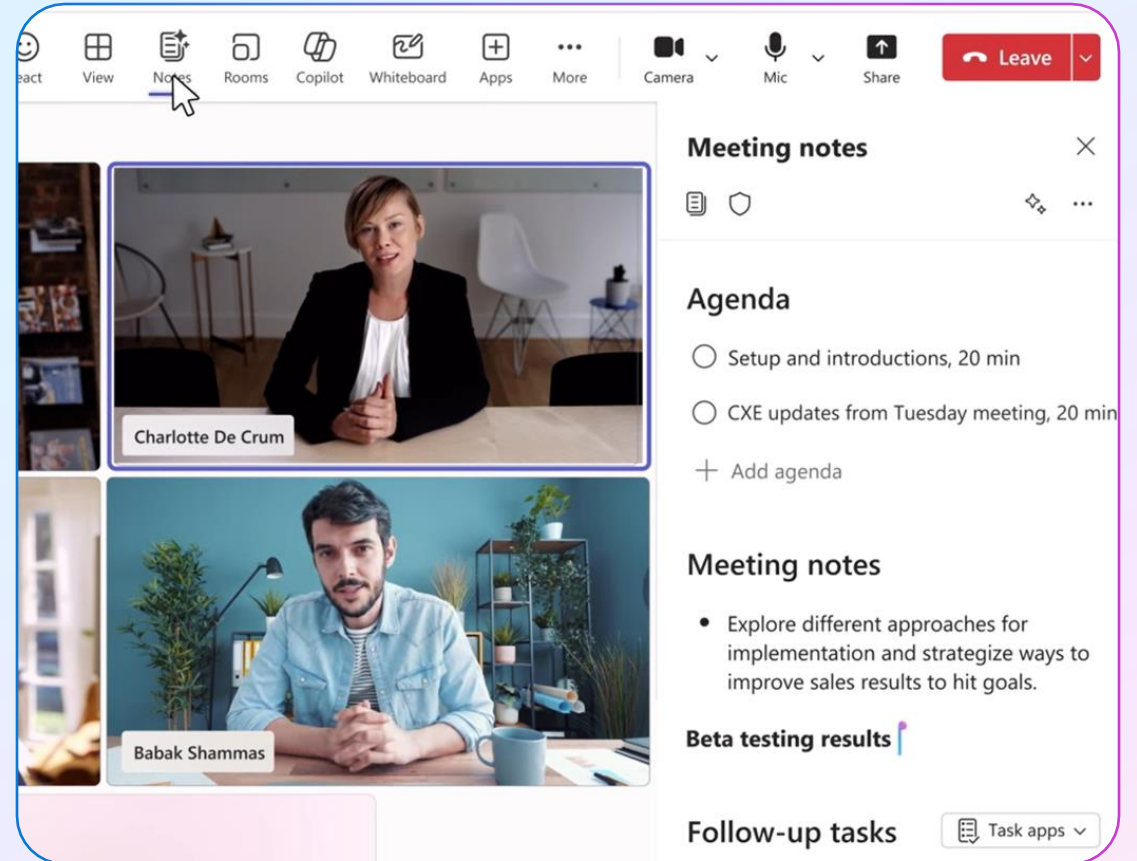 eact
View
Notes
Rooms
Copilot
Whiteboard
Apps
More
Camera
Mic
Share
Leave
Meeting notes
Agenda
Setup and introductions, 20 min
CXE updates from Tuesday meeting, 20 min
Add agenda
Charlotte De Crum
Meeting notes
Explore different approaches for
implementation and strategize ways to
improve sales results to hit goals.
Beta testing results
Babak Shammas
Follow-up tasks
Task apps